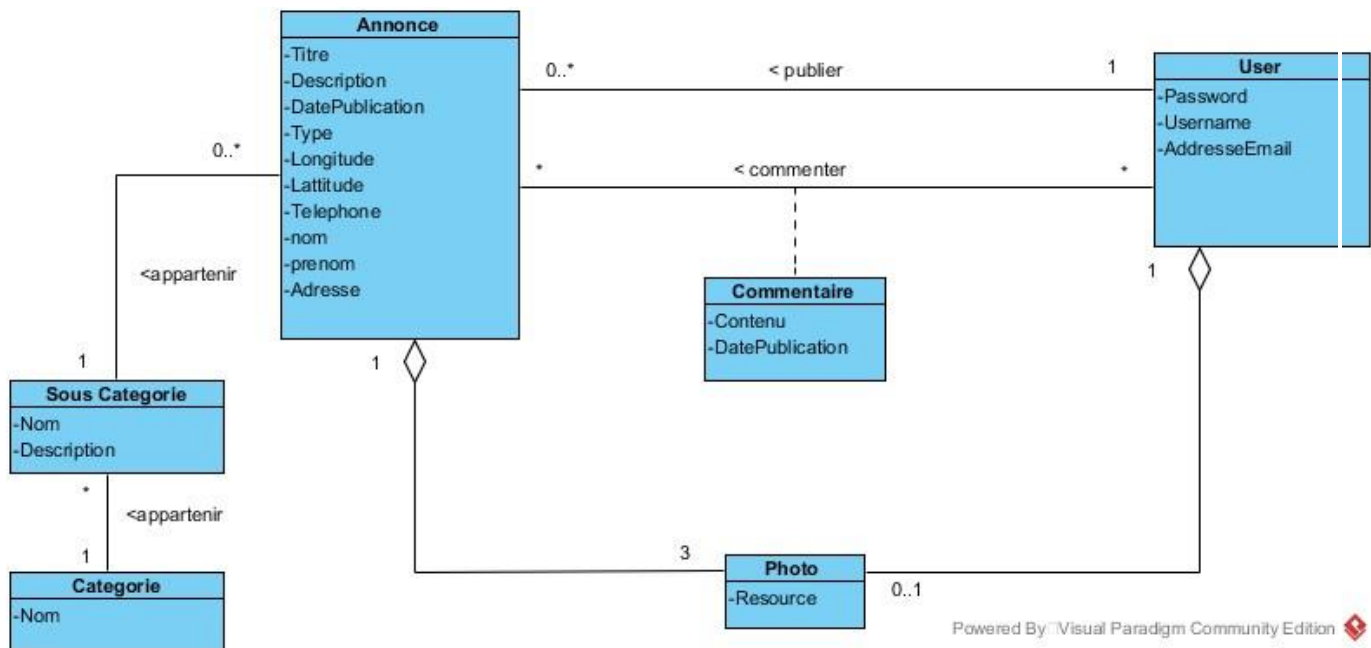 Annonce
-Titre
-Description
-DatePublication
-Type
-Longitude
-Lattitude
-Telephone
-nom
-prenom
-Adresse
0..*
< publier
1
User
-Password
-Username
-AddresseEmail
*
< commenter
*
0..*
<appartenir
1
Commentaire
-Contenu
-DatePublication
1
1
Sous Categorie
-Nom
-Description
*
<appartenir
1
Categorie
-Nom
3
Photo
-Resource
0..1
Powered By Visual Paradigm Community Edition